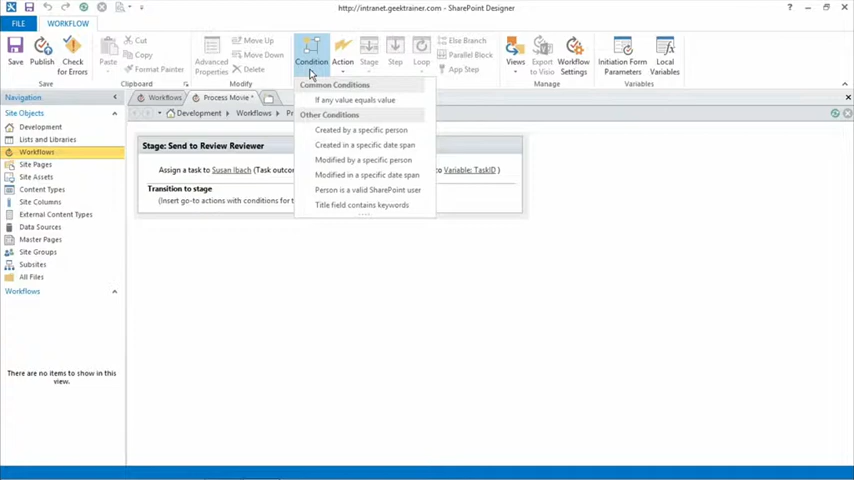 http://intranet.geektrainer.com/ - SharePoint Designer
FILE
WORKFLOW
Save
Publish
Check for Errors
Save
Paste
Cut
Copy
Format Painter
Advanced Properties
Move Up
Move Down
Delete
Modify
Condition
Action
Stage
Step
Loop
Else Branch
Parallel Block
App Step
Views
Export to Visio
Workflow Settings
Manage
Initiation Form Parameters
Local Variables
Variables
Common Conditions
If any value equals value
Other Conditions
Created by a specific person
Created in a specific date span
Modified by a specific person
Modified in a specific date span
Person is a valid SharePoint user
Title field contains keywords
Navigation
Site Objects
Development
Lists and Libraries
Workflows
Site Pages
Site Assets
Content Types
Site Columns
External Content Types
Data Sources
Master Pages
Site Groups
Subsites
All Files
Workflows
There are no items to show in this view.
Workflows
Process Movie *
Development
Workflows
Stage: Send to Review Reviewer
Assign a task to Susan Ibach (Task
to Variable: TaskID )
Transition to stage
(Insert go-to actions with conditions for